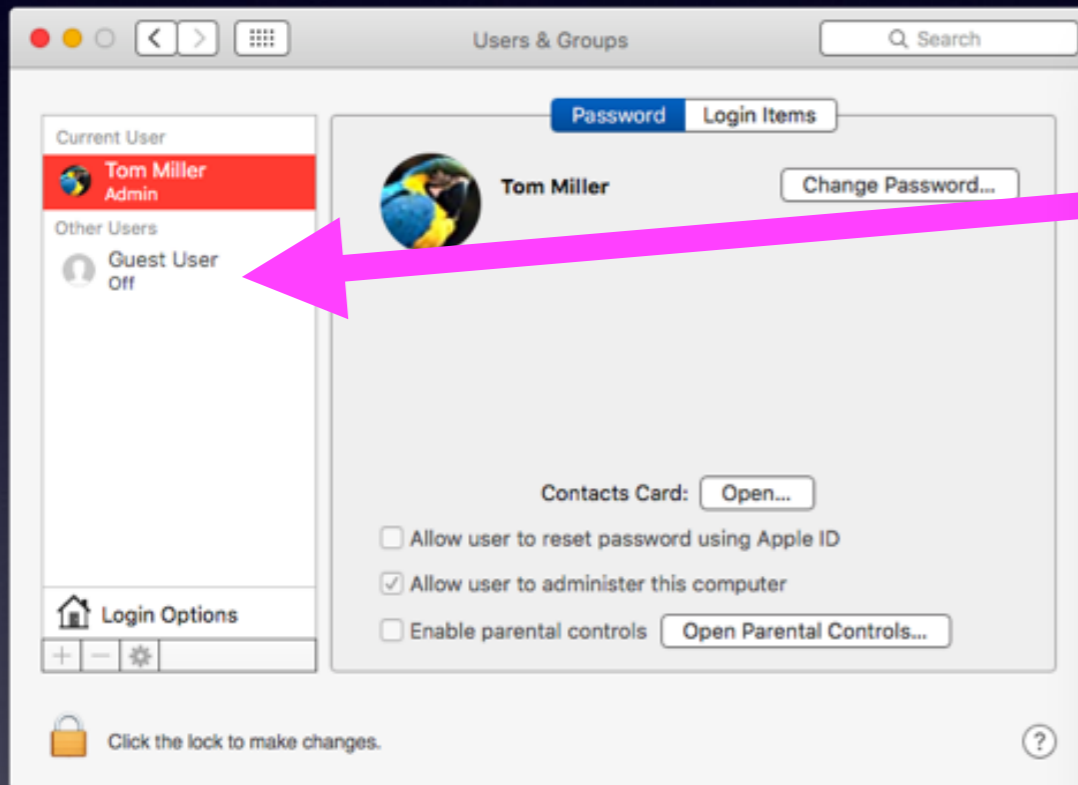 Users & Groups
Search
Password
Login Items
Current User
Tom Miller
Admin
Tom Miller
Change Password...
Other Users
Guest User
Off
Contacts Card:
Open...
Allow user to reset password using Apple ID
Allow user to administer this computer
Enable parental controls
Open Parental Controls...
Login Options
Click the lock to make changes.
?